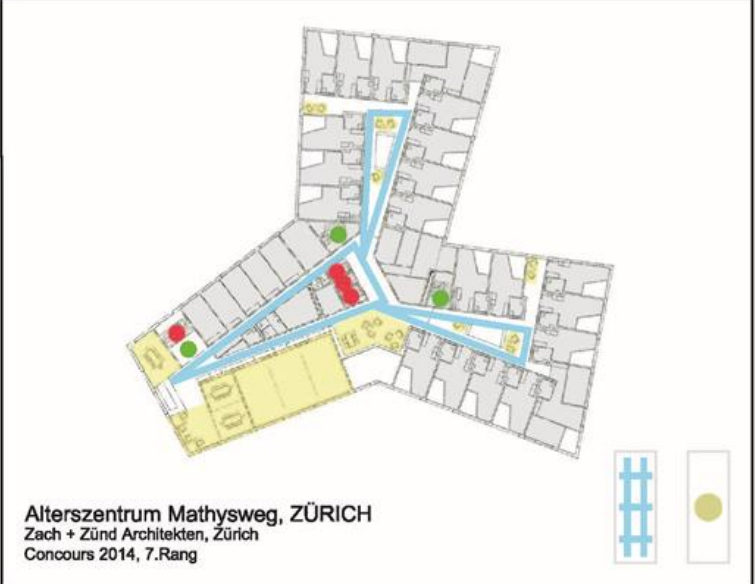 Alterszentrum Mathysweg, ZÜRICH
Zach + Zünd Architekten, Zürich
Concours 2014, 7.Rang